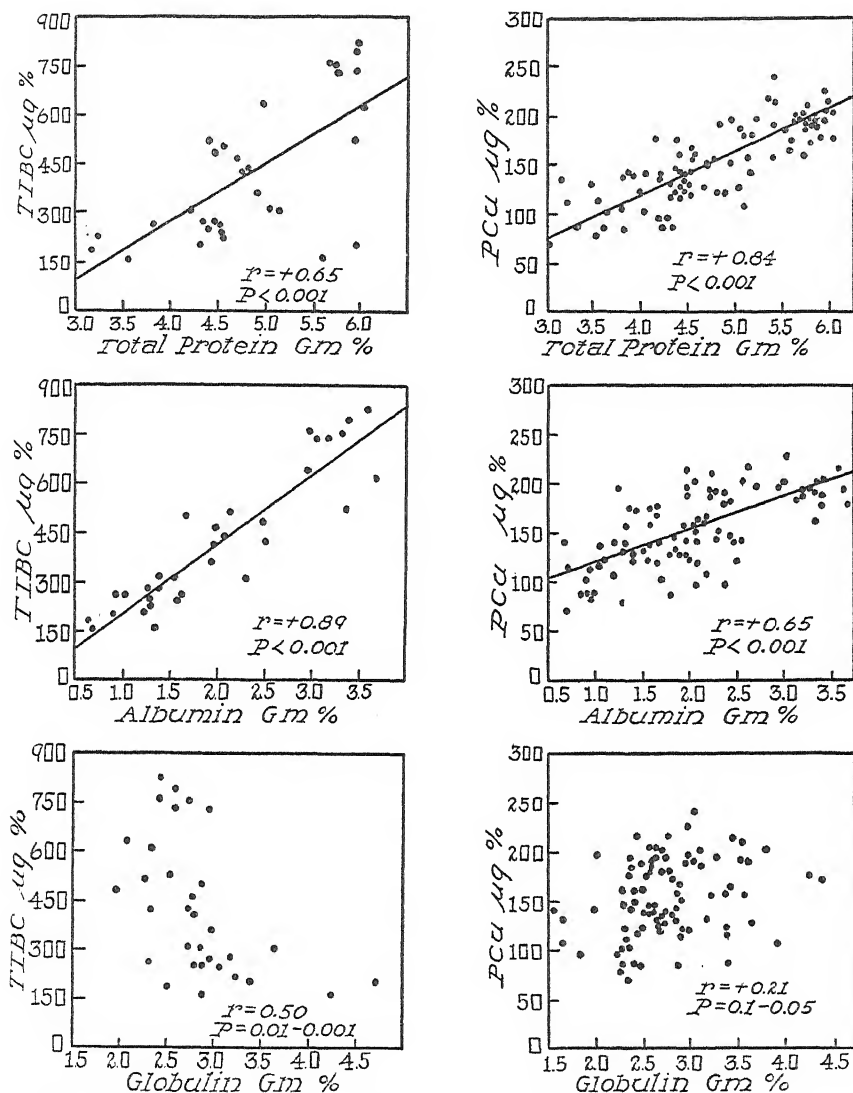 TIBC µg %
900
750
600
450
300
150
0
r=+0.65
P<0.001
3.0 3.5 4.0 4.5 5.0 5.5 6.0
Total Protein Gm %
PCu µg %
300
250
200
150
100
50
0
r=+0.84
P<0.001
3.0 3.5 4.0 4.5 5.0 5.5 6.0
Total Protein Gm %
TIBC µg %
900
750
600
450
300
150
0
r=+0.89
P<0.001
0.5 1.0 1.5 2.0 2.5 3.0 3.5
Albumin Gm %
PCu µg %
300
250
200
150
100
50
0
r=+0.65
P<0.001
0.5 1.0 1.5 2.0 2.5 3.0 3.5
Albumin Gm %
TIBC µg %
900
750
600
450
300
150
0
r=0.50
P=0.01-0.001
1.5 2.0 2.5 3.0 3.5 4.0 4.5
Globulin Gm %
PCu µg %
300
250
200
150
100
50
0
r=+0.21
P=0.1-0.05
1.5 2.0 2.5 3.0 3.5 4.0 4.5
Globulin Gm %